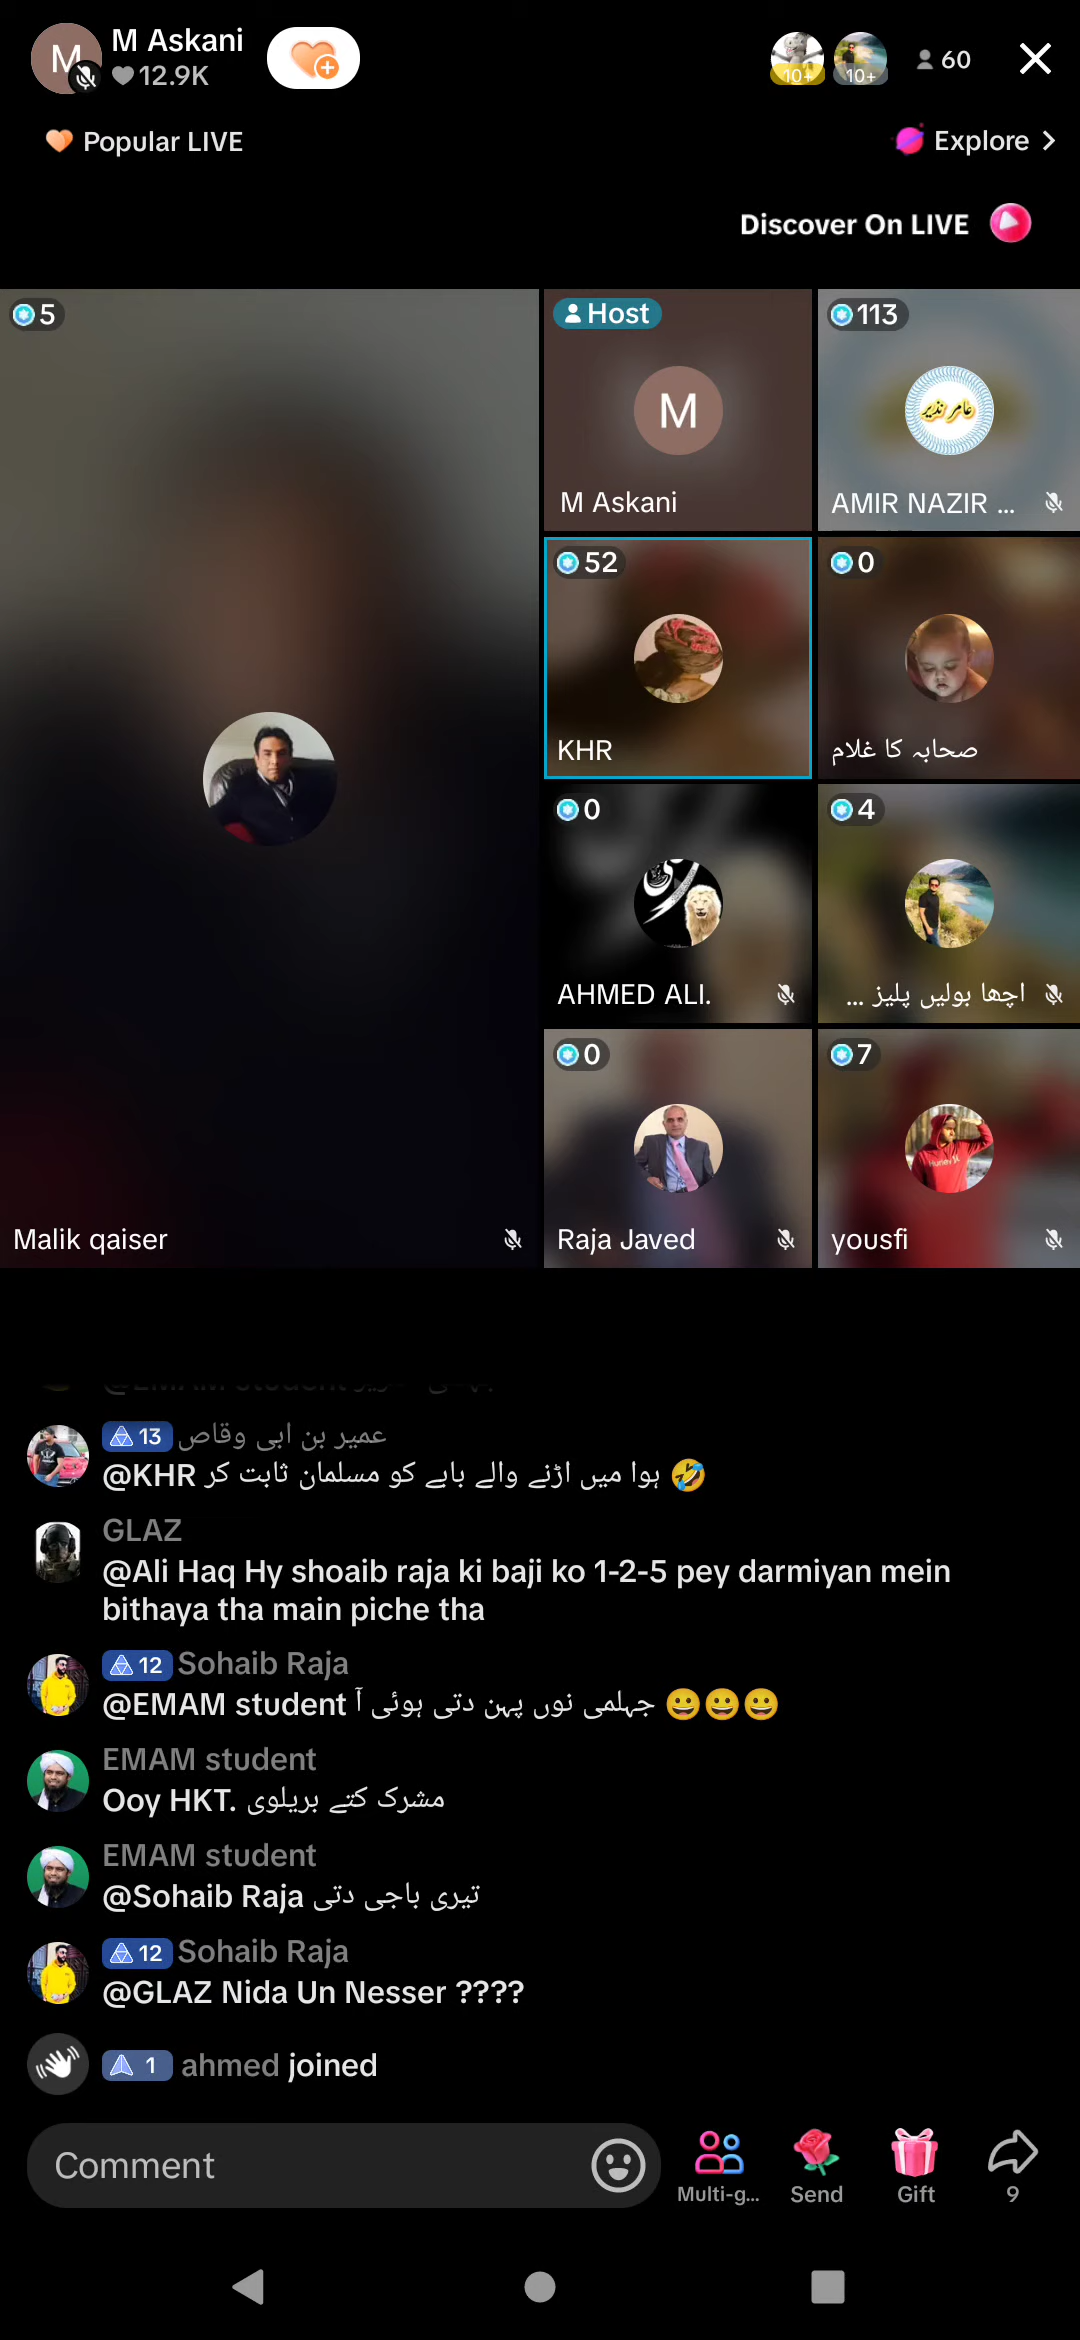 M Askani
12.9K
10+
10+
60
Popular LIVE
Explore
Discover On LIVE
5
Host
113
M
عامر نذیر
M Askani
AMIR NAZIR ...
52
0
KHR
صحابہ کا غلام
0
4
AHMED ALI.
اچھا بولیں پلیز ...
0
7
Malik qaiser
Raja Javed
yousfi
13 عمیر بن ابی وقاص
@KHR ہوا میں اڑنے والے بابے کو مسلمان ثابت کر 🤣
GLAZ
@Ali Haq Hy shoaib raja ki baji ko 1-2-5 pey darmiyan mein
bithaya tha main piche tha
12 Sohaib Raja
@EMAM student جہلمی نوں پہن دتی ہوئی آ 😀😀😀
EMAM student
Ooy HKT. مشرک کتے بریلوی
EMAM student
@Sohaib Raja تیری باجی دتی
12 Sohaib Raja
@GLAZ Nida Un Nesser ????
1 ahmed joined
Comment
Multi-g...
Send
Gift
9